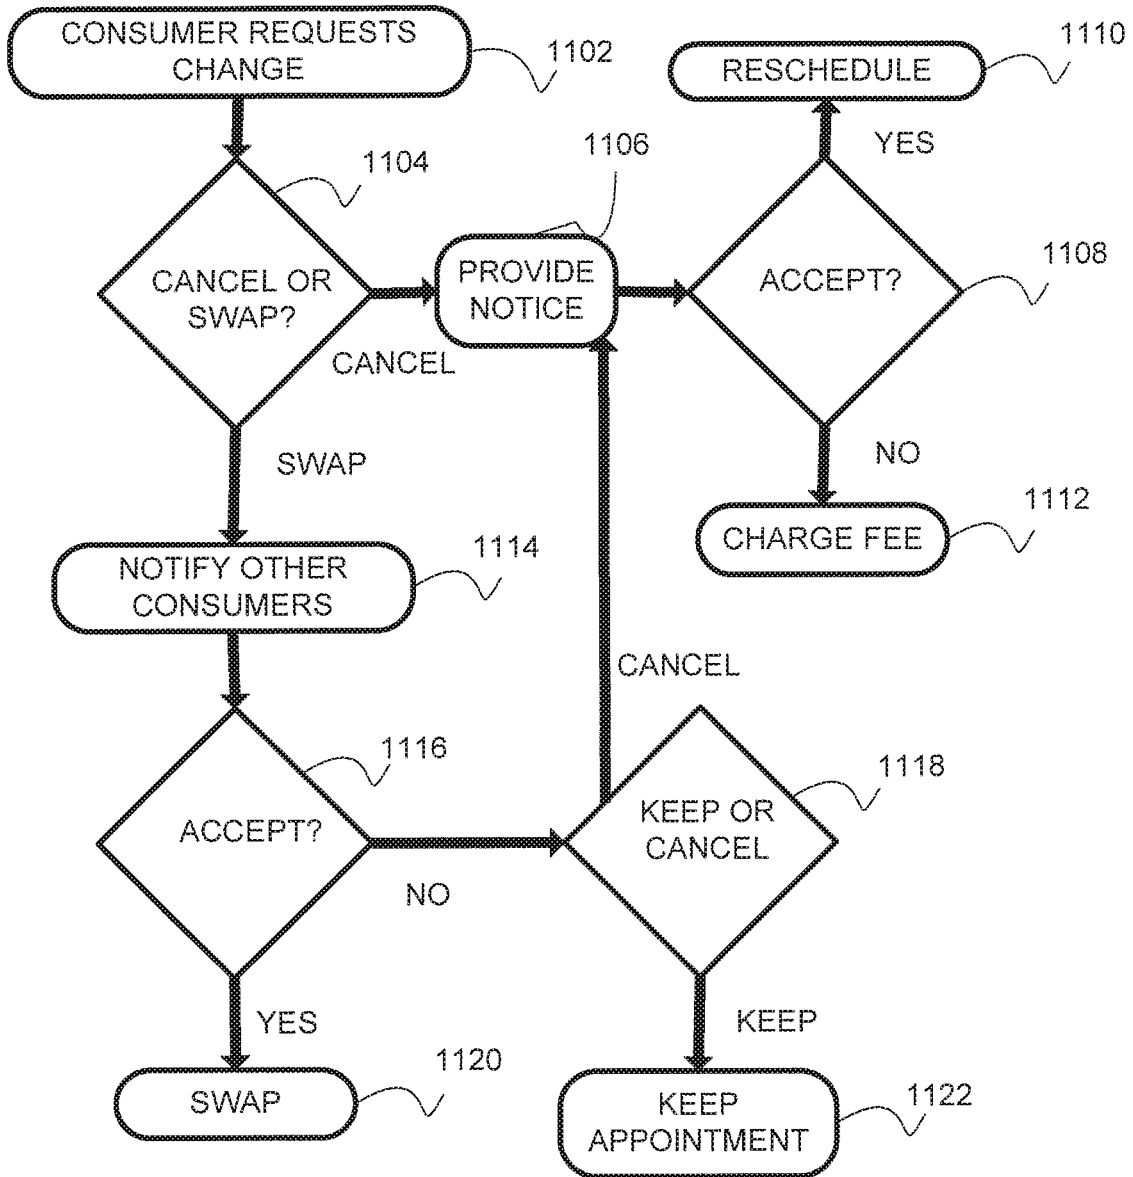 CONSUMER REQUESTS
CHANGE
1102
RESCHEDULE
1110
YES
1104
1106
CANCEL OR
SWAP?
PROVIDE
NOTICE
ACCEPT?
1108
CANCEL
SWAP
NO
CHARGE FEE
1112
NOTIFY OTHER
CONSUMERS
1114
CANCEL
ACCEPT?
1116
KEEP OR
CANCEL
1118
NO
YES
KEEP
SWAP
1120
KEEP
APPOINTMENT
1122